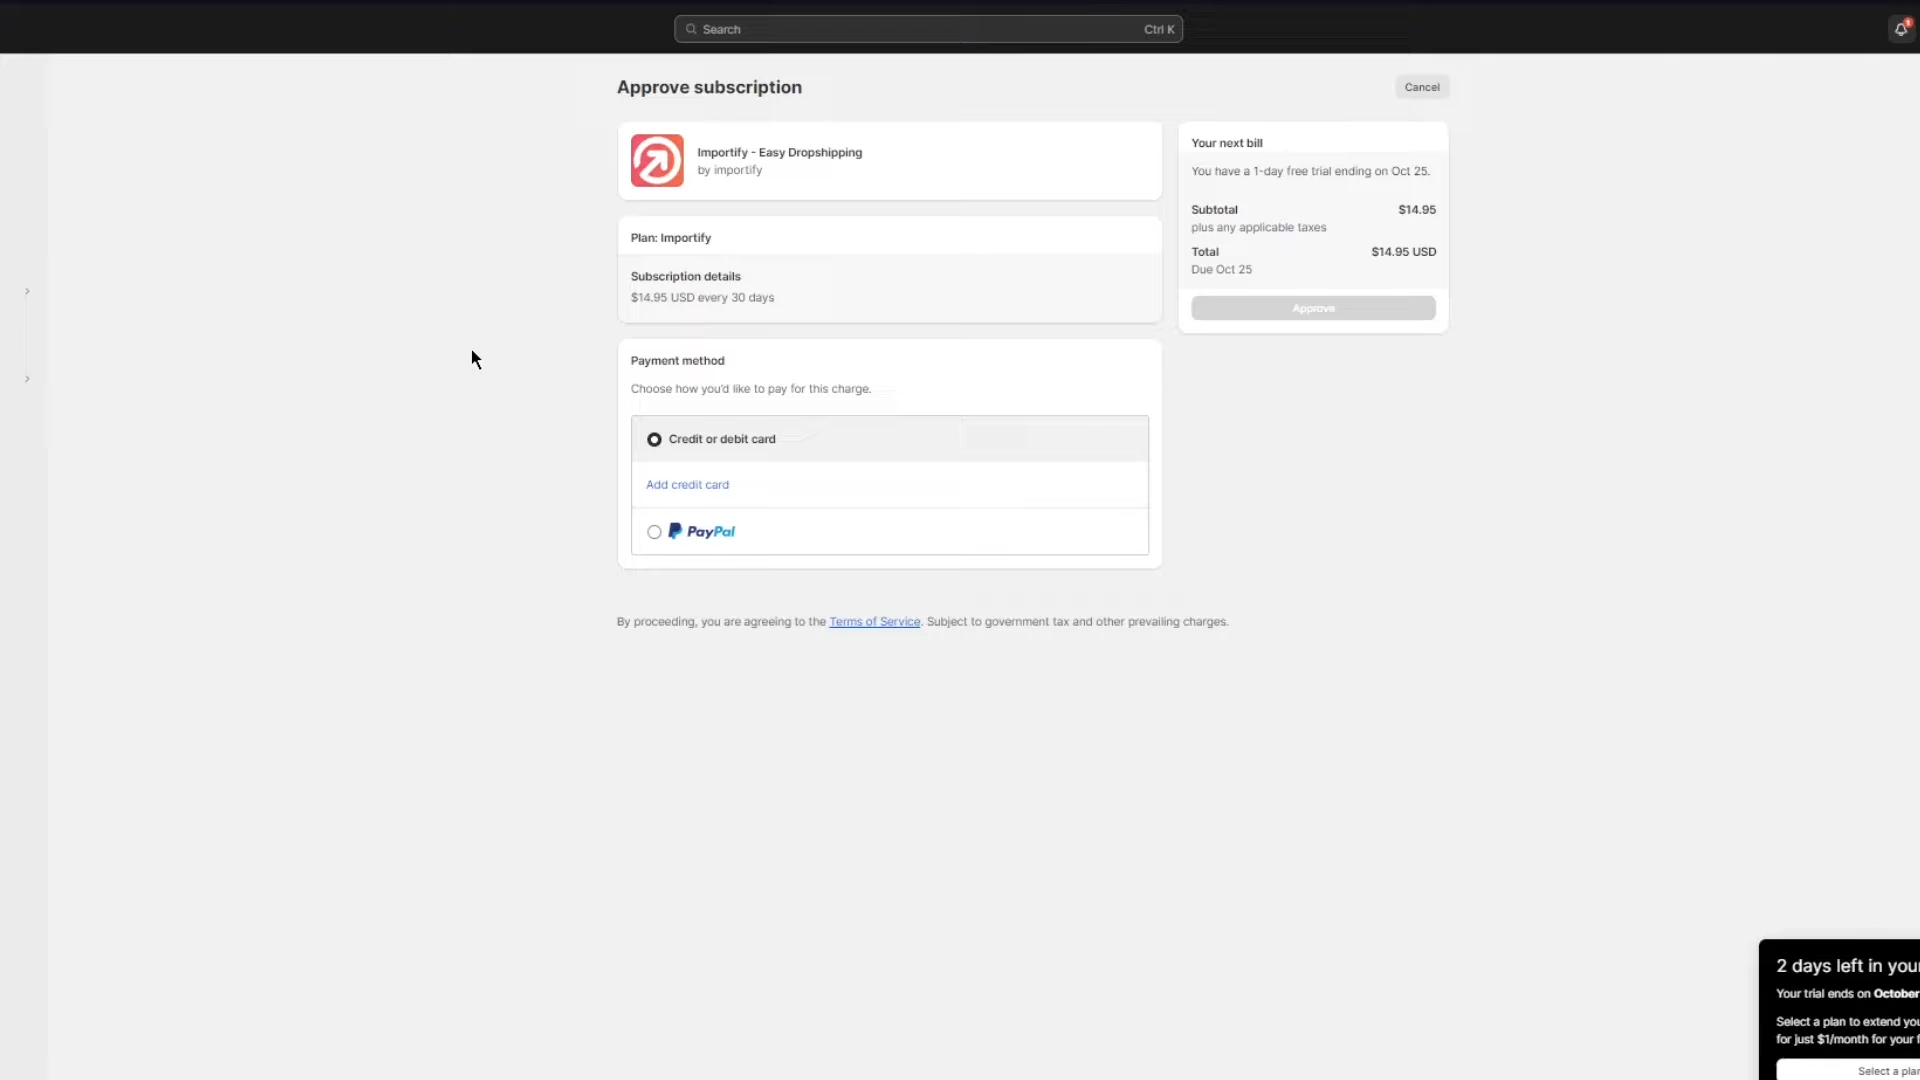 Search
Ctrl K
1
Approve subscription
Cancel
Importify - Easy Dropshipping
by importify
Plan: Importify
Subscription details
$14.95 USD every 30 days
Payment method
Choose how you'd like to pay for this charge.
Credit or debit card
Add credit card
PayPal
Your next bill
You have a 1-day free trial ending on Oct 25.
Subtotal $14.95
plus any applicable taxes
Total $14.95 USD
Due Oct 25
Approve
By proceeding, you are agreeing to the Terms of Service. Subject to government tax and other prevailing charges.
2 days left in your
Your trial ends on October
Select a plan to extend you
for just $1/month for your f
Select a plan